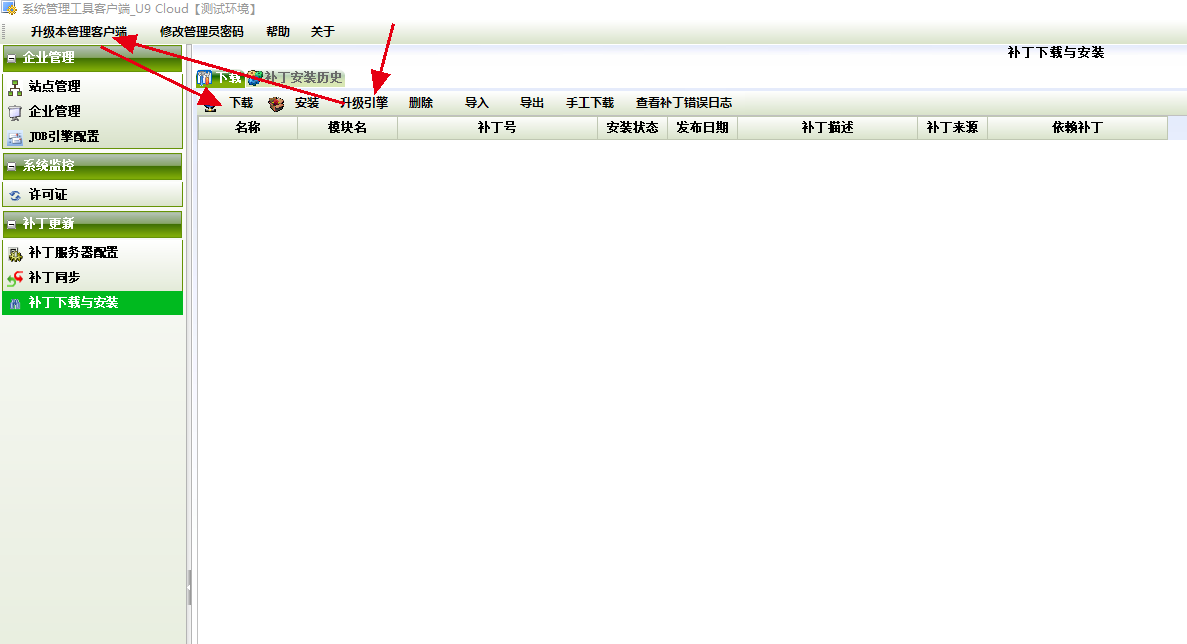 系统管理工具客户端_U9 Cloud【测试环境】
升级本管理客户端 修改管理员密码 帮助 关于
企业管理
站点管理
企业管理
JOB引擎配置
系统监控
许可证
补丁更新
补丁服务器配置
补丁同步
补丁下载与安装
补丁下载与安装
下载 补丁安装历史
下载 安装 升级引擎 删除 导入 导出 手工下载 查看补丁错误日志
名称 模块名 补丁号 安装状态 发布日期 补丁描述 补丁来源 依赖补丁